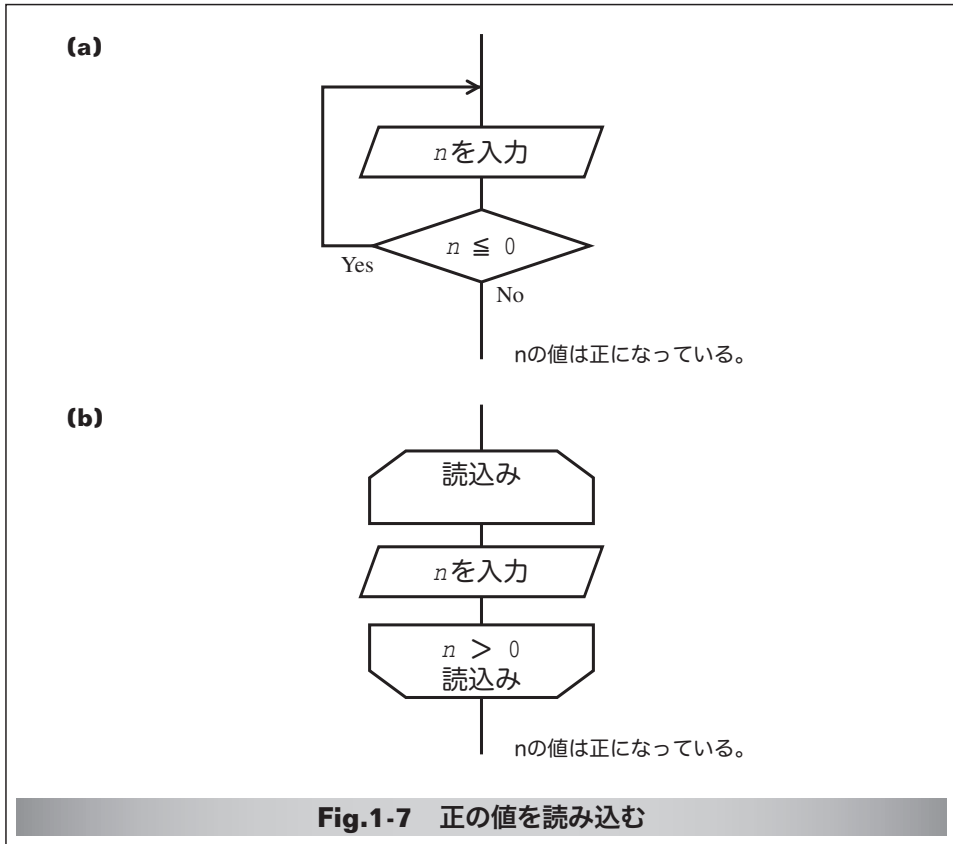 (a)
nを入力
n ≦ 0
Yes
No
nの値は正になっている。
(b)
読込み
nを入力
n > 0
読込み
nの値は正になっている。
Fig.1-7 正の値を読み込む